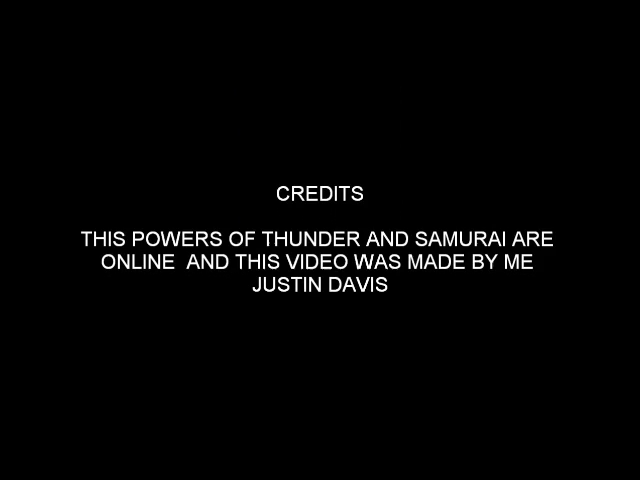 CREDITS
THIS POWERS OF THUNDER AND SAMURAI ARE
ONLINE  AND THIS VIDEO WAS MADE BY ME
JUSTIN DAVIS